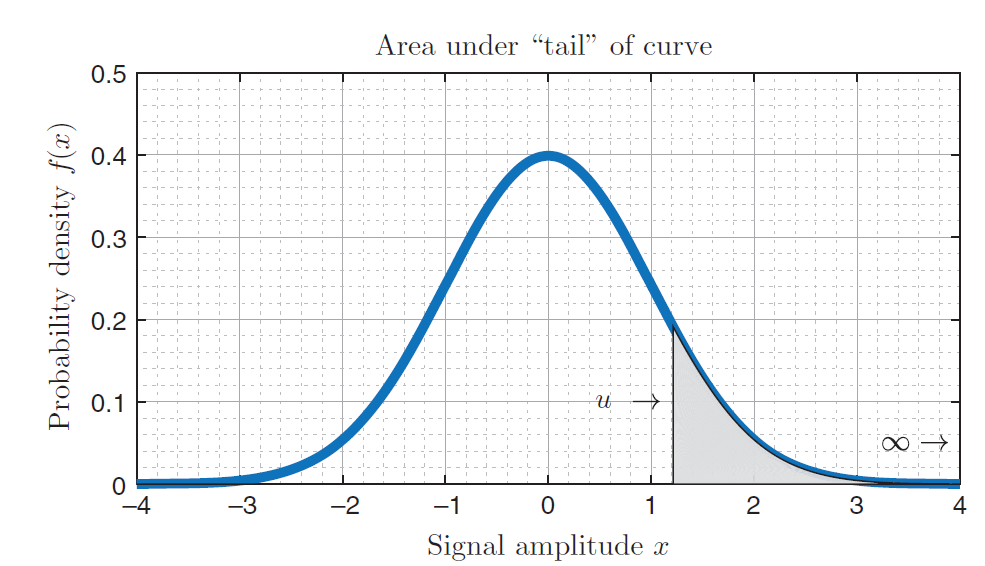 Area under “tail” of curve
Probability density f(x)
0.5
0.4
0.3
0.2
0.1
0
u →
∞ →
−4 −3 −2 −1 0 1 2 3 4
Signal amplitude x